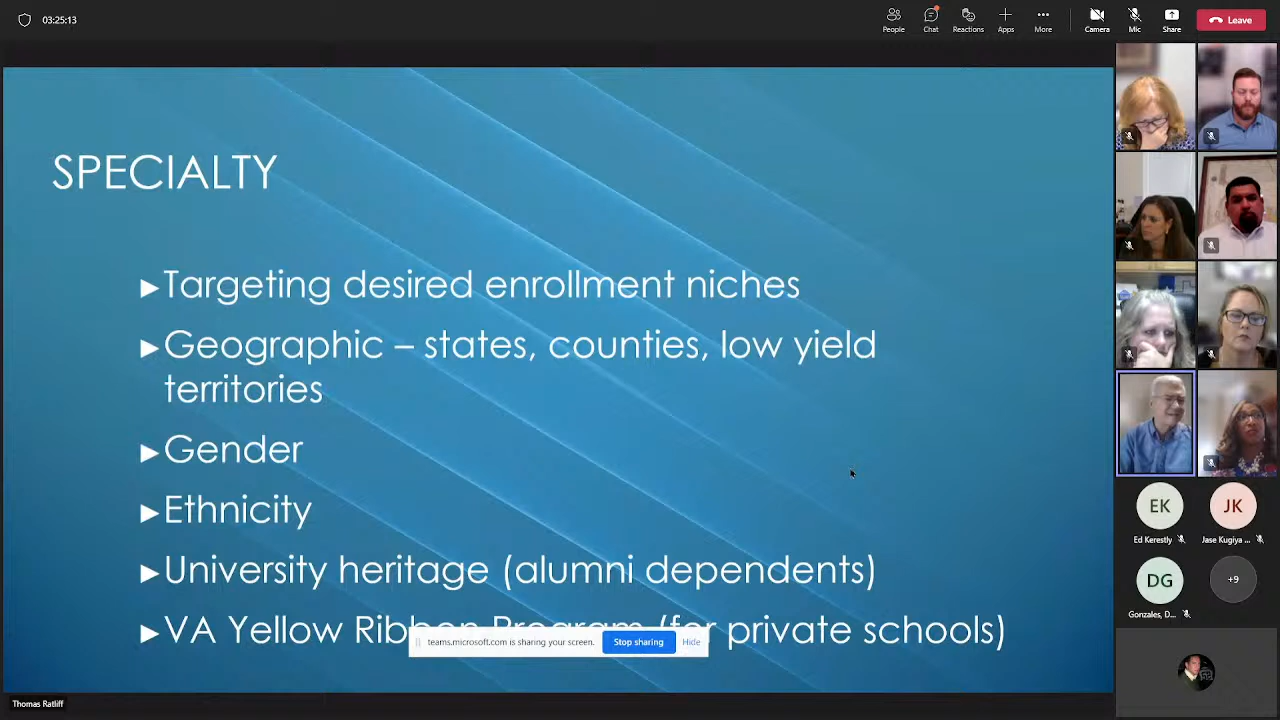 03:25:13
People
Chat
Reactions
Apps
More
Camera
Mic
Share
Leave
SPECIALTY
►Targeting desired enrollment niches
►Geographic – states, counties, low yield
territories
►Gender
►Ethnicity
►University heritage (alumni dependents)
►VA Yellow Ribbon Program (for private schools)
teams.microsoft.com is sharing your screen.
Stop sharing
Hide
Thomas Ratliff
EK
Ed Kerestly
JK
Jase Kugiya ...
DG
Gonzales, D...
+9